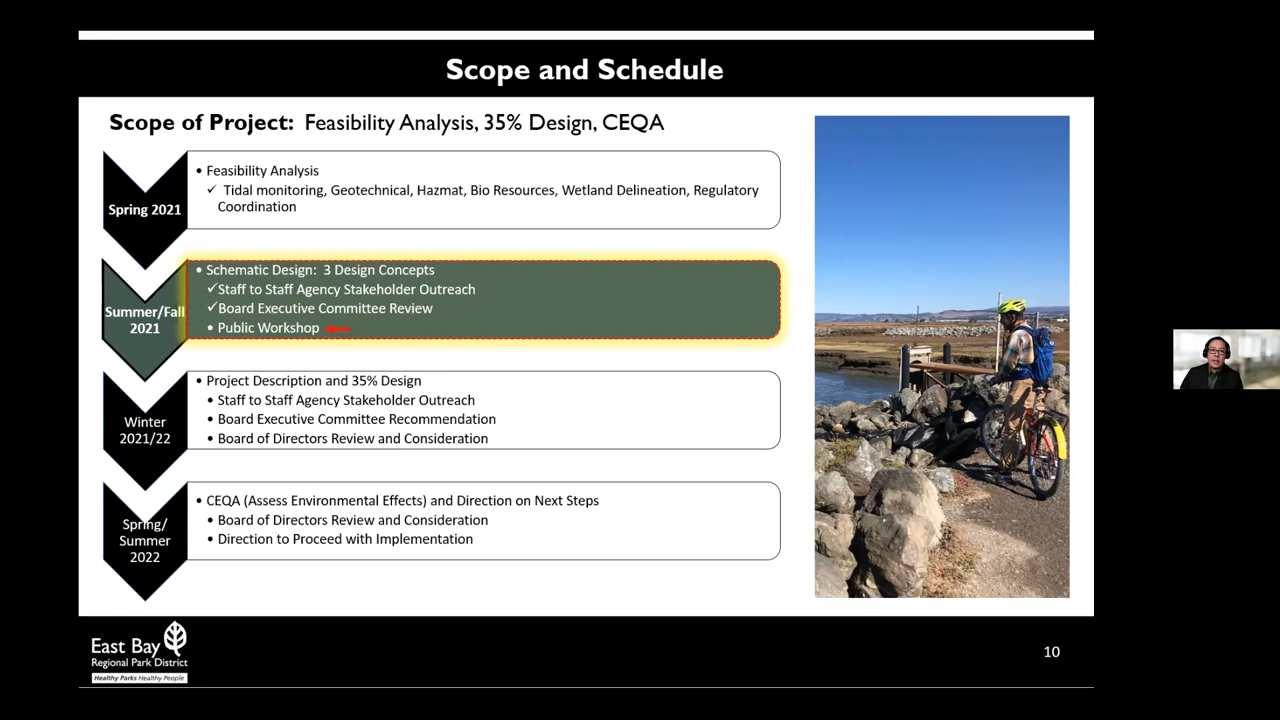 Scope and Schedule
Scope of Project: Feasibility Analysis, 35% Design, CEQA
Spring 2021
• Feasibility Analysis
✓ Tidal monitoring, Geotechnical, Hazmat, Bio Resources, Wetland Delineation, Regulatory
Coordination
Summer/Fall
2021
• Schematic Design: 3 Design Concepts
✓Staff to Staff Agency Stakeholder Outreach
✓Board Executive Committee Review
• Public Workshop
Winter
2021/22
• Project Description and 35% Design
• Staff to Staff Agency Stakeholder Outreach
• Board Executive Committee Recommendation
• Board of Directors Review and Consideration
Spring/
Summer
2022
• CEQA (Assess Environmental Effects) and Direction on Next Steps
• Board of Directors Review and Consideration
• Direction to Proceed with Implementation
East Bay
Regional Park District
Healthy Parks Healthy People
10